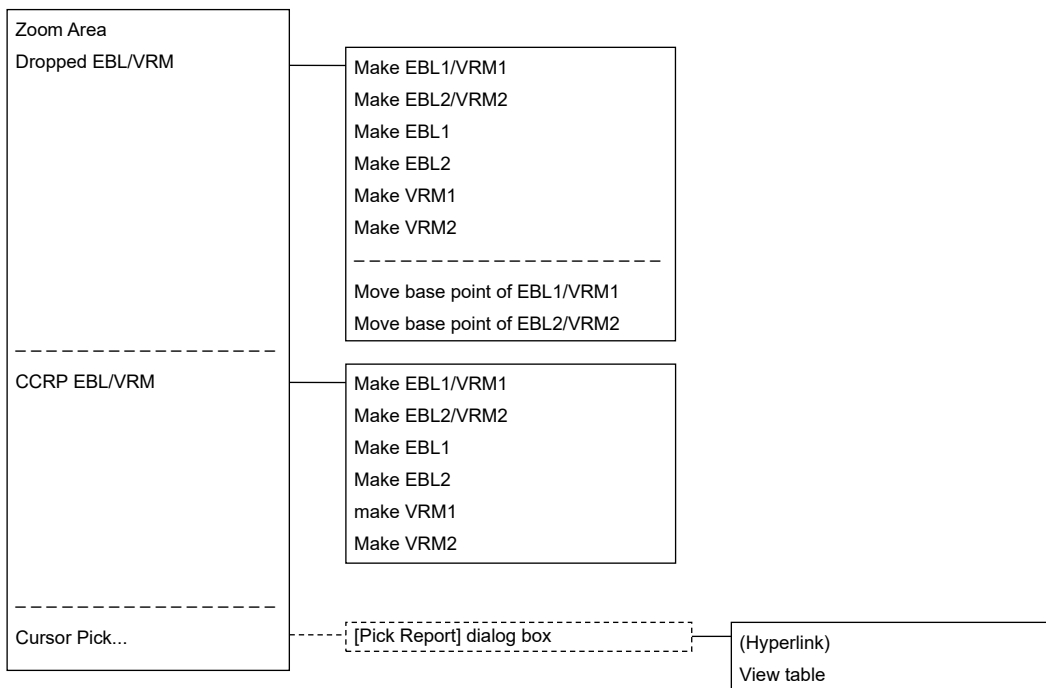 Zoom Area
Dropped EBL/VRM
Make EBL1/VRM1
Make EBL2/VRM2
Make EBL1
Make EBL2
Make VRM1
Make VRM2
Move base point of EBL1/VRM1
Move base point of EBL2/VRM2
CCRP EBL/VRM
Make EBL1/VRM1
Make EBL2/VRM2
Make EBL1
Make EBL2
make VRM1
Make VRM2
Cursor Pick...
[Pick Report] dialog box
(Hyperlink)
View table